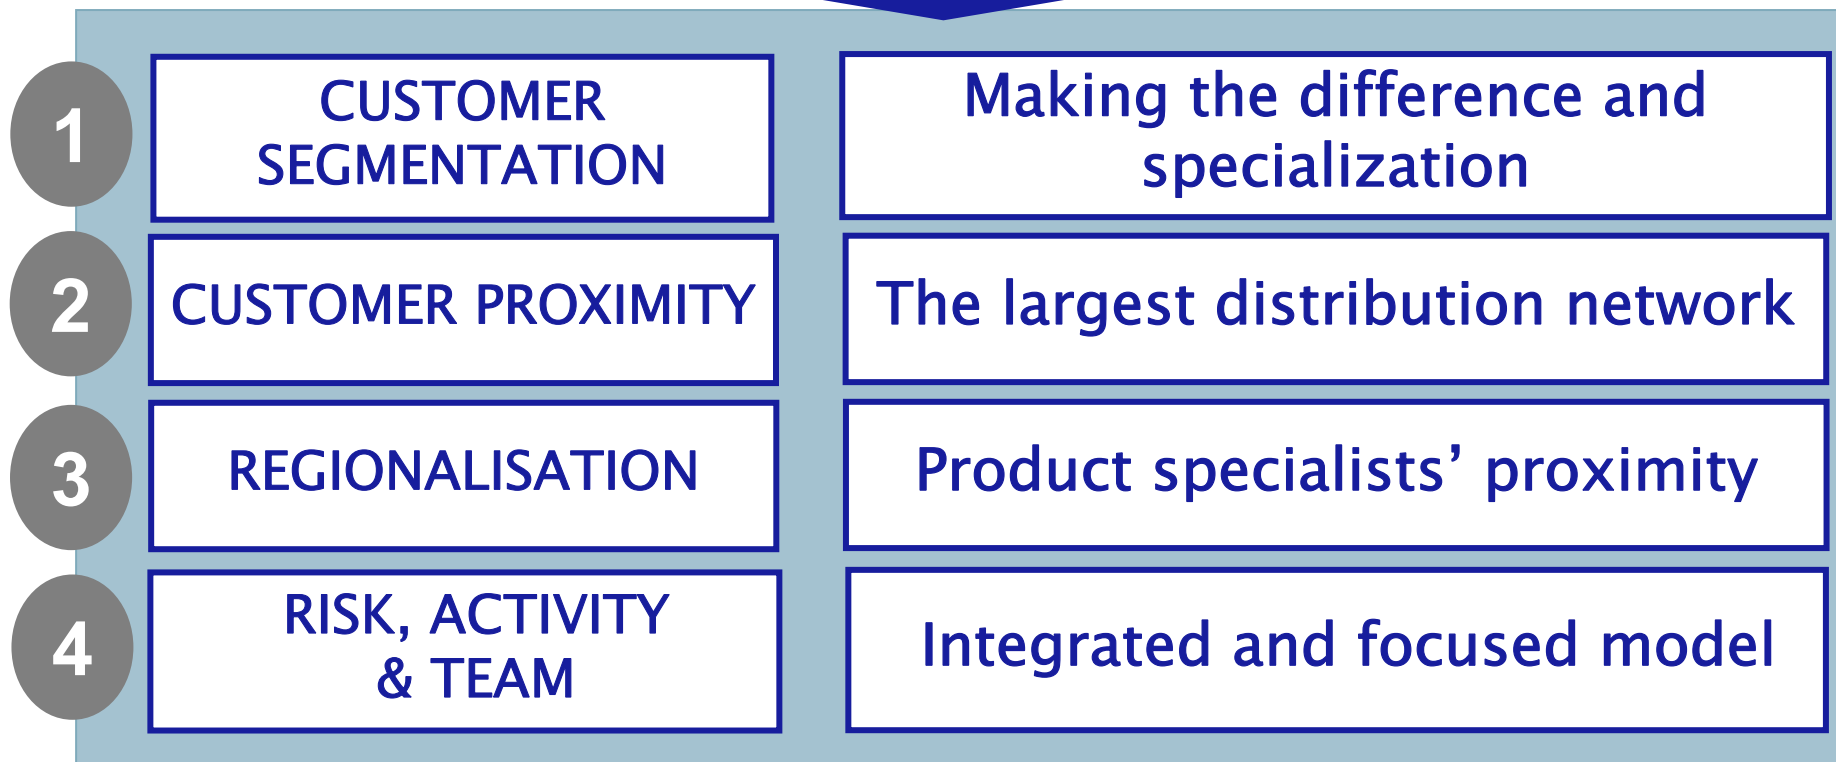 1
CUSTOMER
SEGMENTATION
Making the difference and
specialization
2
CUSTOMER PROXIMITY
The largest distribution network
3
REGIONALISATION
Product specialists’ proximity
4
RISK, ACTIVITY
& TEAM
Integrated and focused model